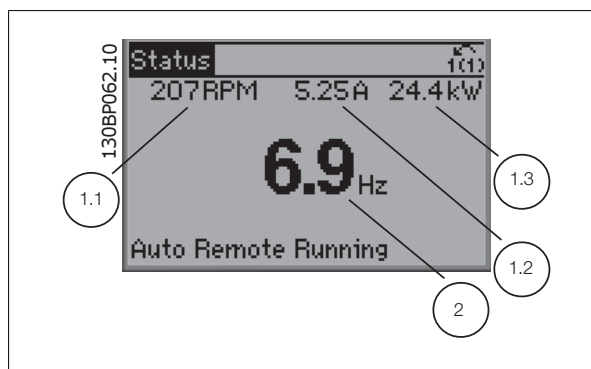 130BP062.10
Status
1(1)
207RPM 5.25A 24.4kW
6.9Hz
Auto Remote Running
1.1
1.3
1.2
2